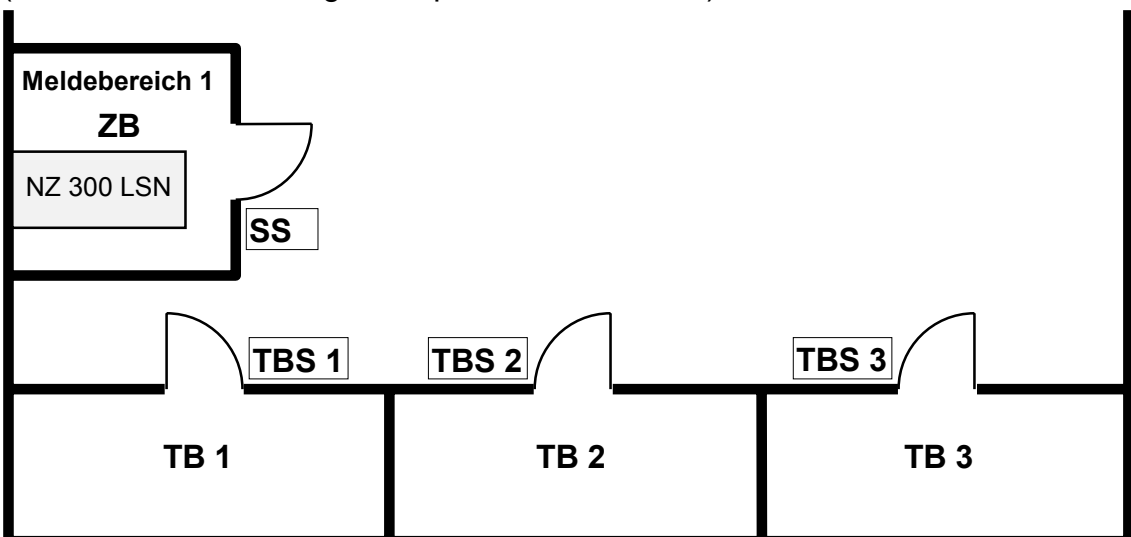 Meldebereich 1
ZB
NZ 300 LSN
SS
TBS 1
TBS 2
TBS 3
TB 1
TB 2
TB 3